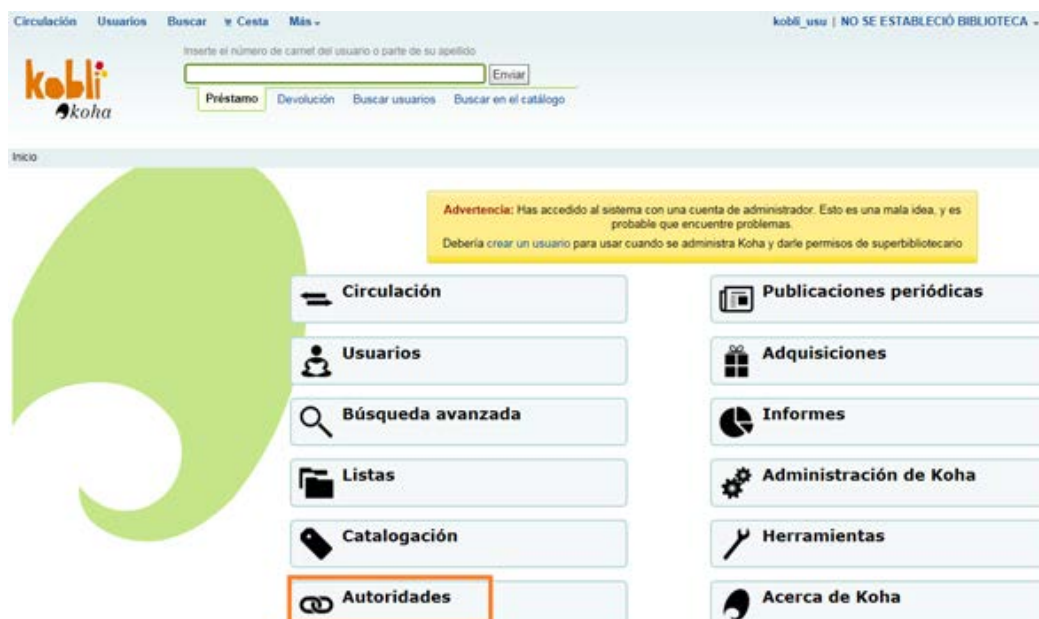 Circulación Usuarios Buscar Cesta Más
kobli_usu | NO SE ESTABLECIÓ BIBLIOTECA
Inserte el número de carnet del usuario o parte de su apellido
kobli
koha
Enviar
Préstamo Devolución Buscar usuarios Buscar en el catálogo
Inicio
Advertencia: Has accedido al sistema con una cuenta de administrador. Esto es una mala idea, y es
probable que encuentre problemas.
Debería crear un usuario para usar cuando se administra Koha y darle permisos de superbibliotecario
Circulación
Publicaciones periódicas
Usuarios
Adquisiciones
Búsqueda avanzada
Informes
Listas
Administración de Koha
Catalogación
Herramientas
Autoridades
Acerca de Koha